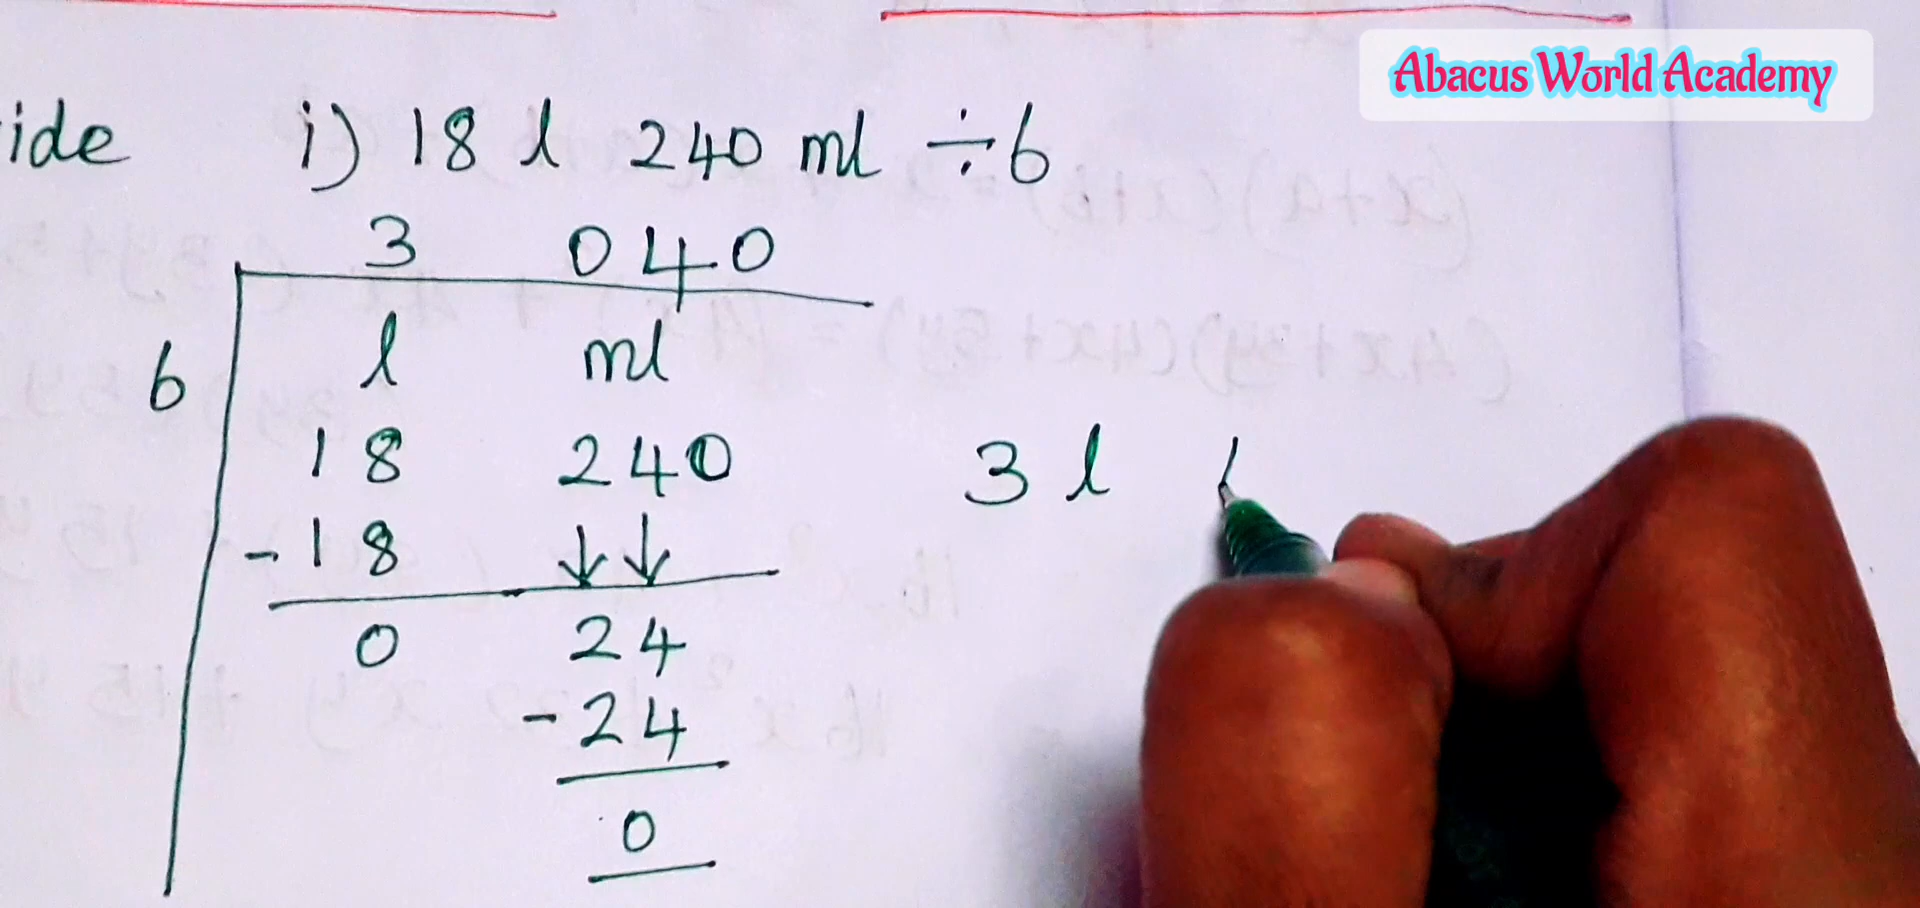 Abacus World Academy
ide i) 18 l 240 ml ÷ 6
3 040
6 l ml
18 240
3 l
- 18 ↓↓
0 24
- 24
0